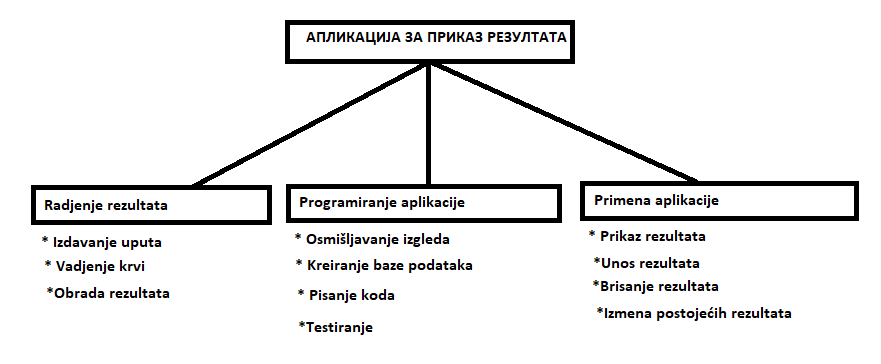 АПЛИКАЦИЈА ЗА ПРИКАЗ РЕЗУЛТАТА
Radjenje rezultata
* Izdavanje uputa
* Vadjenje krvi
*Obrada rezultata
Programiranje aplikacije
* Osmišljavanje izgleda
* Kreiranje baze podataka
* Pisanje koda
*Testiranje
Primena aplikacije
* Prikaz rezultata
*Unos rezultata
*Brisanje rezultata
*Izmena postojećih rezultata